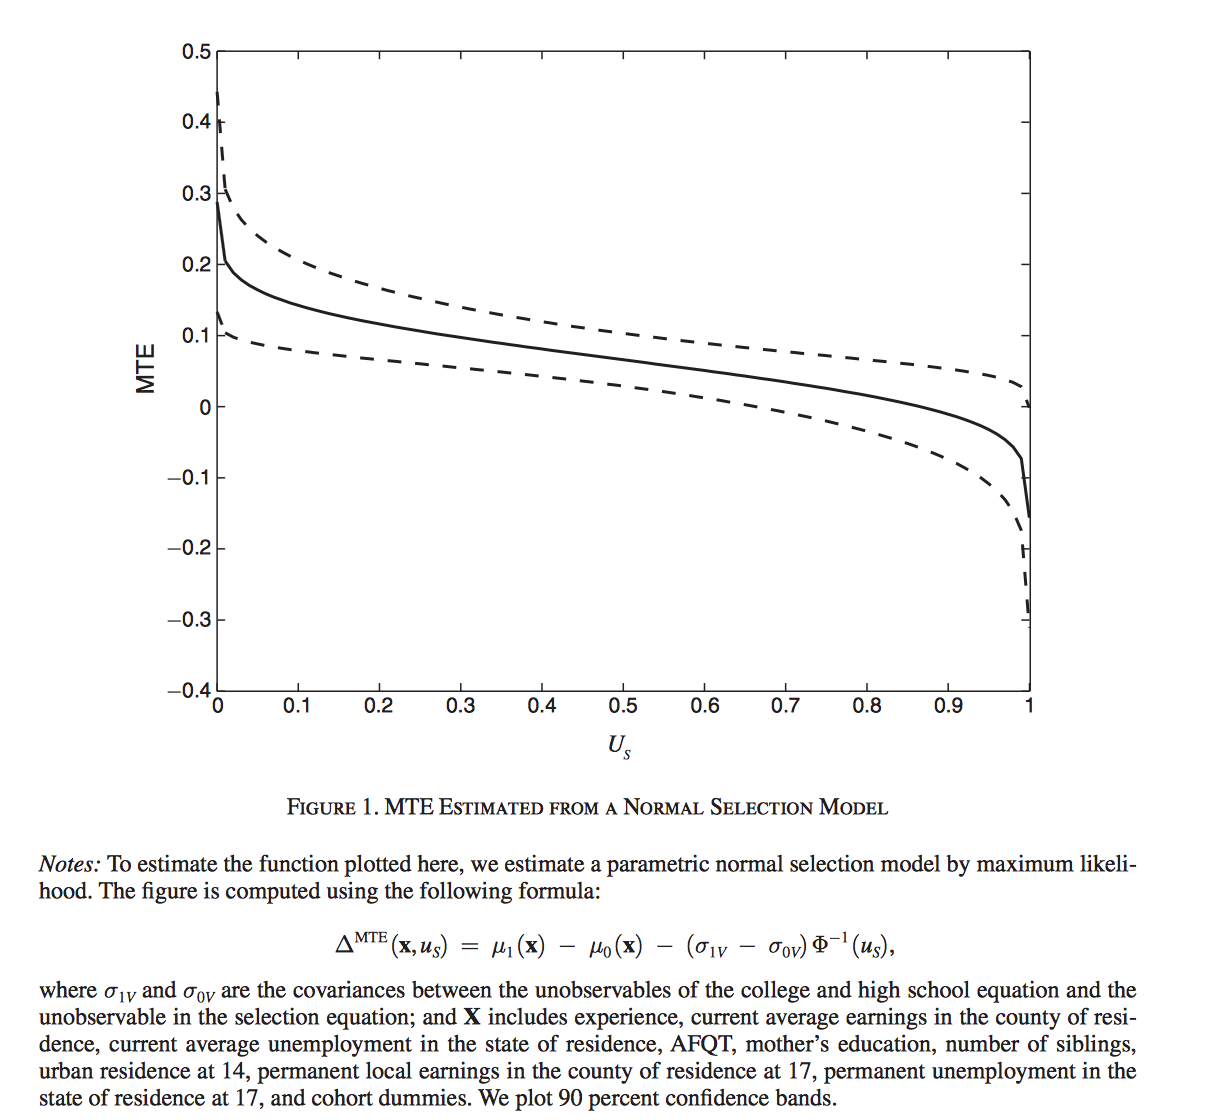 0.5
0.4
0.3
0.2
0.1
0
−0.1
−0.2
−0.3
−0.4
MTE
0 0.1 0.2 0.3 0.4 0.5 0.6 0.7 0.8 0.9 1
U_S
FIGURE 1. MTE ESTIMATED FROM A NORMAL SELECTION MODEL
Notes: To estimate the function plotted here, we estimate a parametric normal selection model by maximum likeli-
hood. The figure is computed using the following formula:
Δ^MTE (x, u_S) = μ_1(x) − μ_0(x) − (σ_1V − σ_0V) Φ^−1(u_S),
where σ_1V and σ_0V are the covariances between the unobservables of the college and high school equation and the
unobservable in the selection equation; and X includes experience, current average earnings in the county of resi-
dence, current average unemployment in the state of residence, AFQT, mother's education, number of siblings,
urban residence at 14, permanent local earnings in the county of residence at 17, permanent unemployment in the
state of residence at 17, and cohort dummies. We plot 90 percent confidence bands.